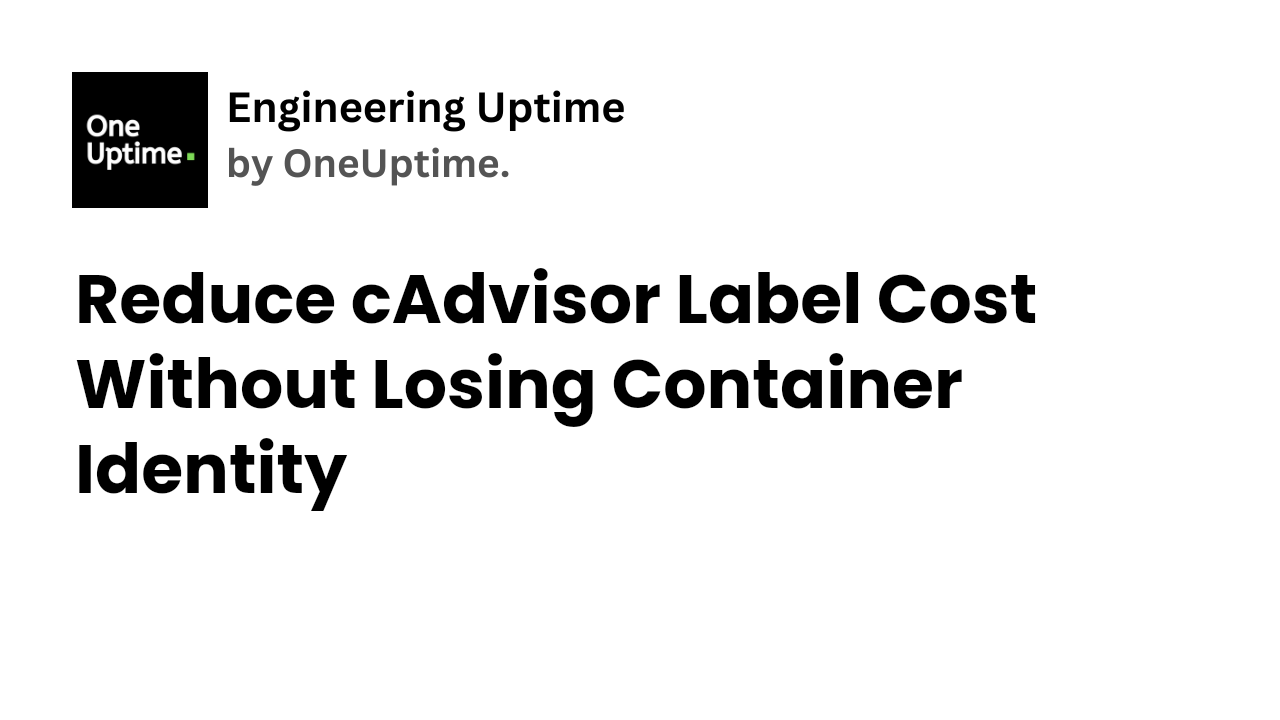 One
Uptime
Engineering Uptime
by OneUptime.
Reduce cAdvisor Label Cost
Without Losing Container
Identity